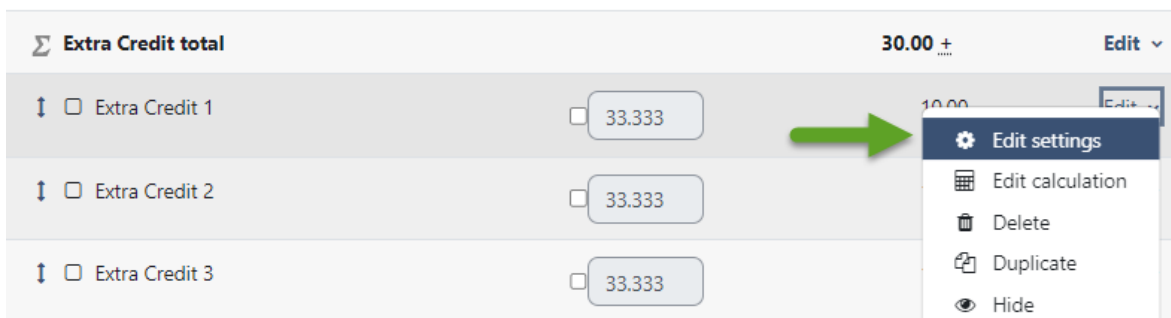 Σ Extra Credit total 30.00 + Edit
Extra Credit 1 33.333 10.00 Edit
Edit settings
Edit calculation
Extra Credit 2 33.333
Delete
Duplicate
Extra Credit 3 33.333
Hide